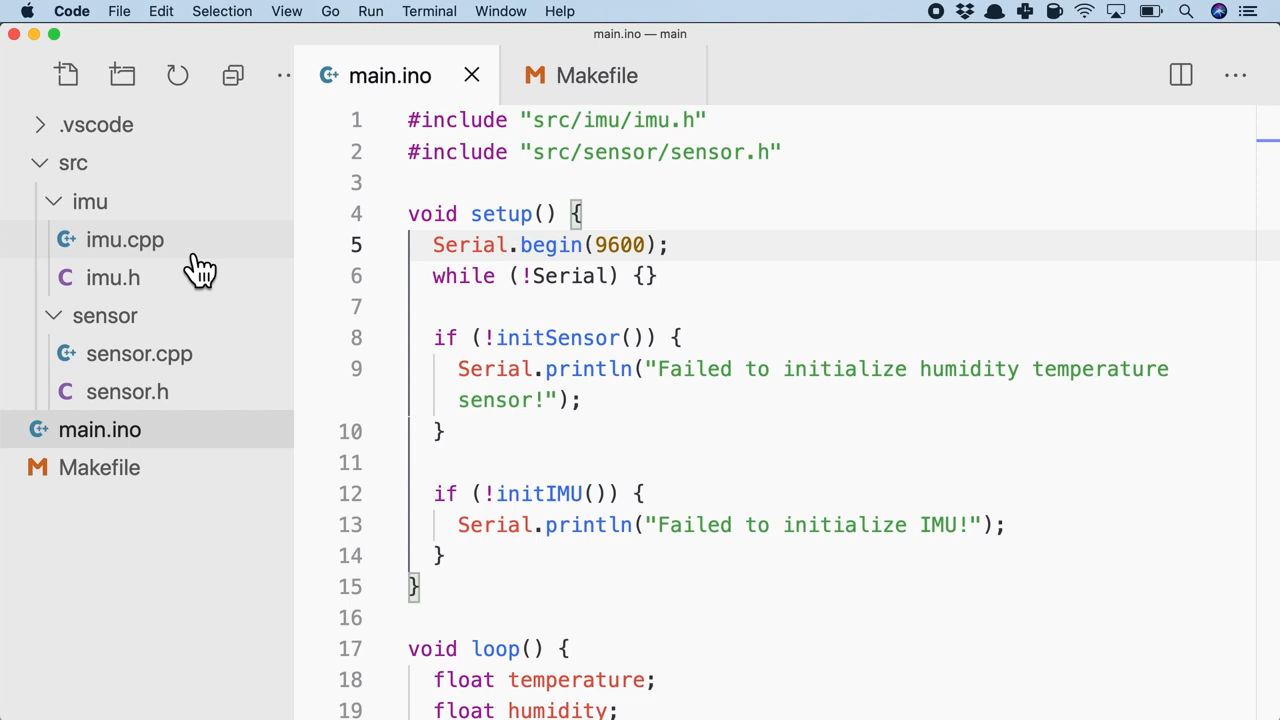 Code File Edit Selection View Go Run Terminal Window Help
main.ino — main
main.ino
Makefile
.vscode
src
imu
imu.cpp
imu.h
sensor
sensor.cpp
sensor.h
main.ino
Makefile
1 #include "src/imu/imu.h"
2 #include "src/sensor/sensor.h"
3
4 void setup() {
5 Serial.begin(9600);
6 while (!Serial) {}
7
8 if (!initSensor()) {
9 Serial.println("Failed to initialize humidity temperature
sensor!");
10 }
11
12 if (!initIMU()) {
13 Serial.println("Failed to initialize IMU!");
14 }
15 }
16
17 void loop() {
18 float temperature;
19 float humidity;